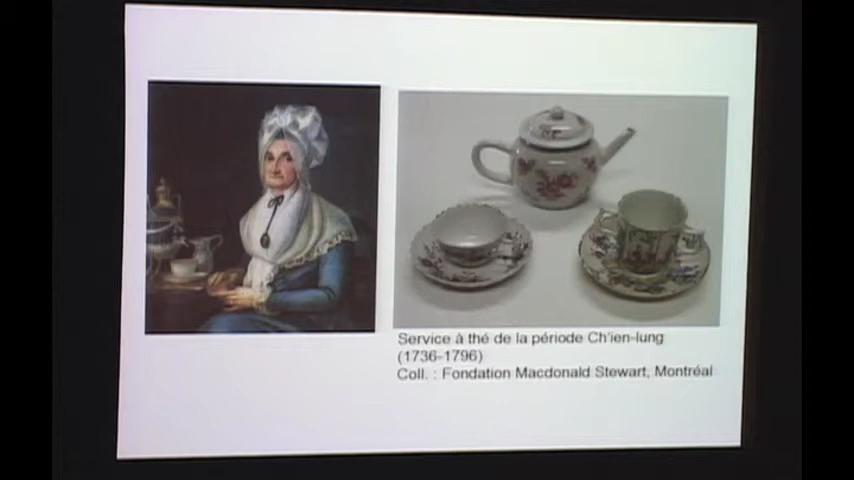 Service à thé de la période Ch'ien-lung
(1736-1796)
Coll. : Fondation Macdonald Stewart, Montréal